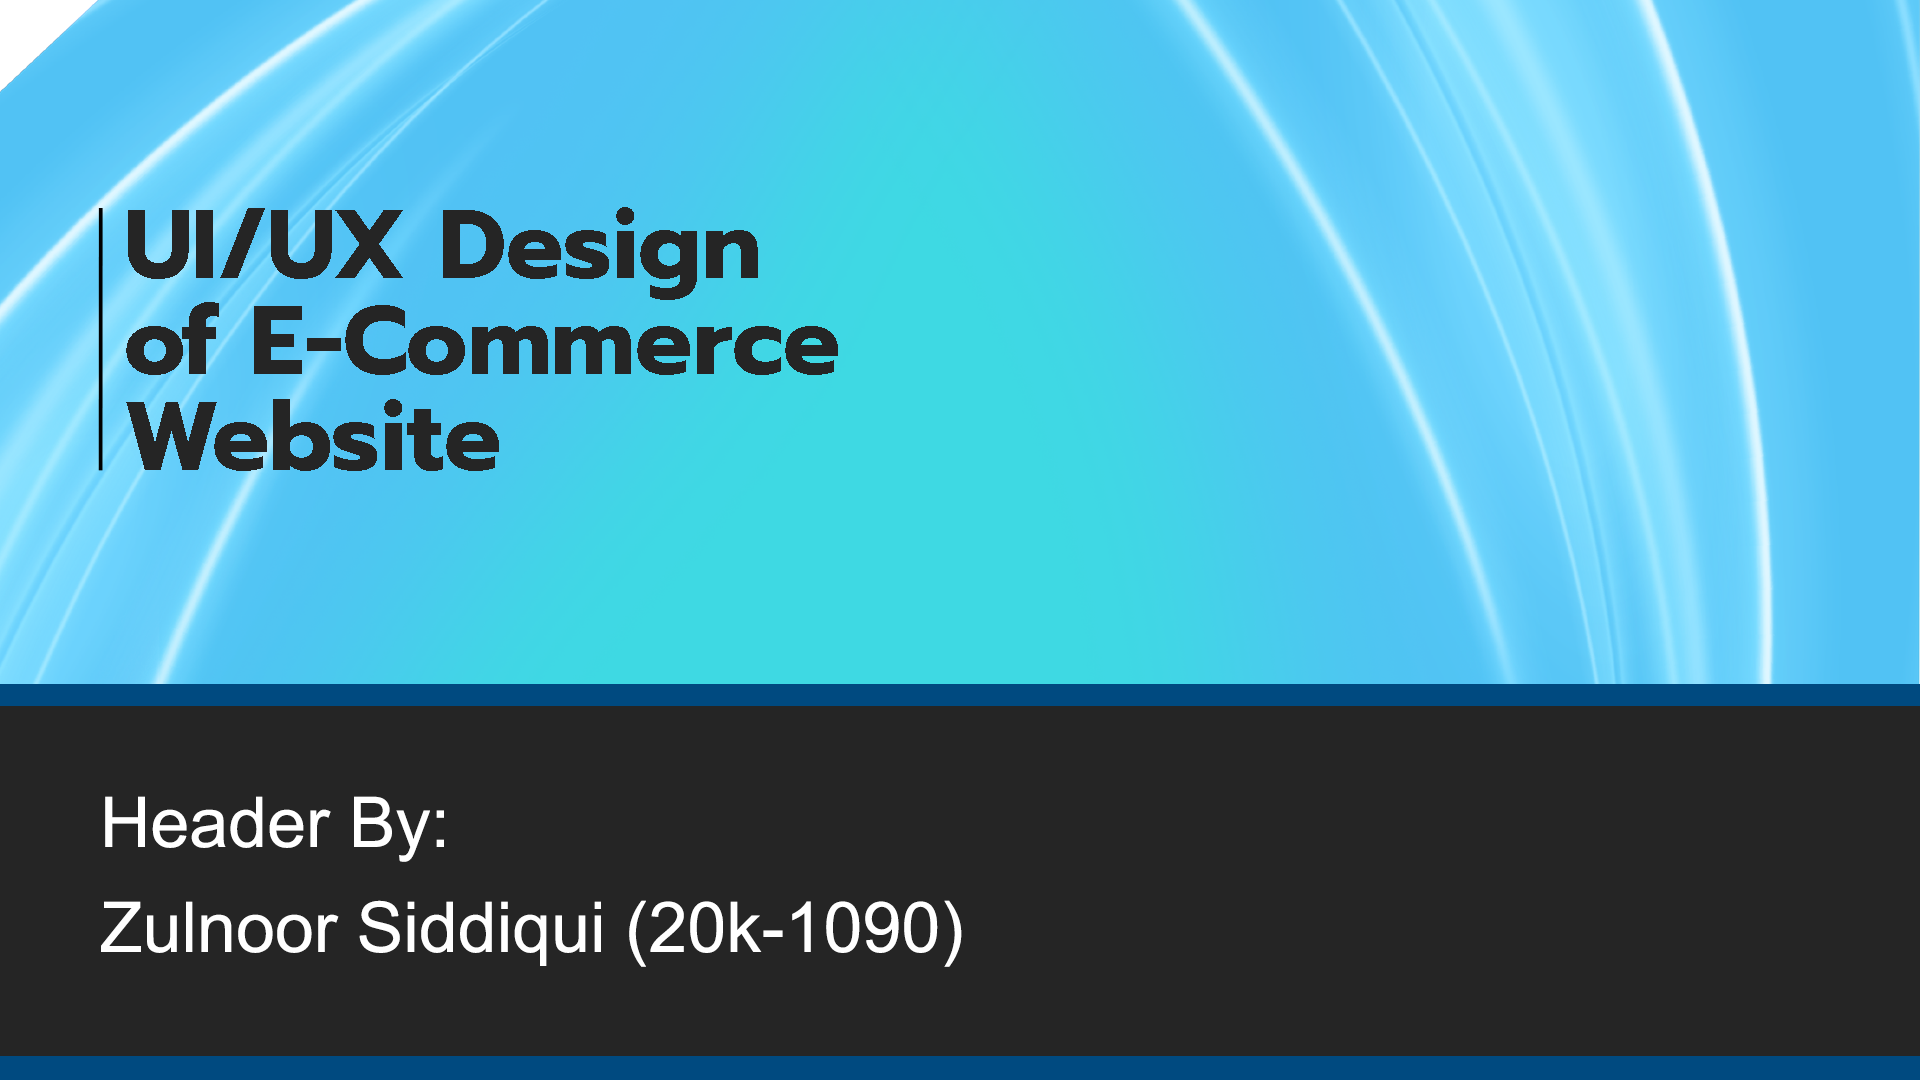 UI/UX Design
of E-Commerce
Website
Header By:
Zulnoor Siddiqui (20k-1090)